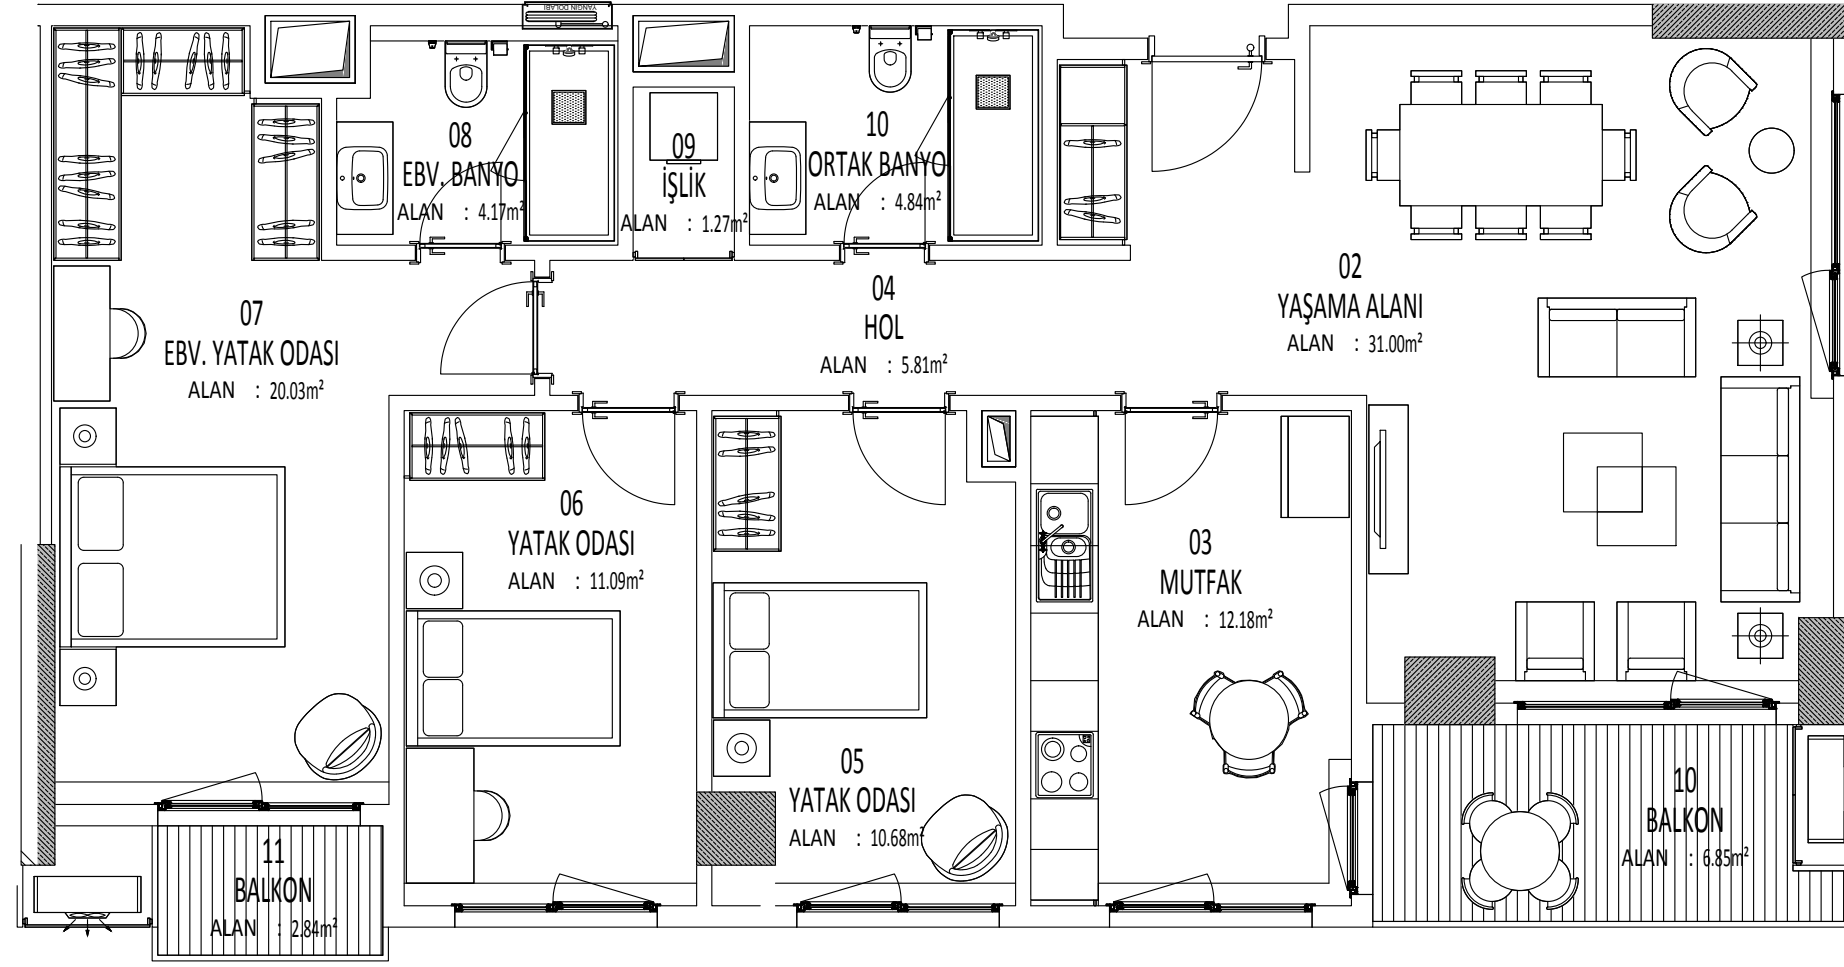 YANGIN DOLABI
08
EBV. BANYO
ALAN : 4.17m²
09
İŞLİK
ALAN : 1.27m²
10
ORTAK BANYO
ALAN : 4.84m²
07
EBV. YATAK ODASI
ALAN : 20.03m²
04
HOL
ALAN : 5.81m²
02
YAŞAMA ALANI
ALAN : 31.00m²
06
YATAK ODASI
ALAN : 11.09m²
03
MUTFAK
ALAN : 12.18m²
05
YATAK ODASI
ALAN : 10.68m²
10
BALKON
ALAN : 6.85m²
11
BALKON
ALAN : 2.84m²